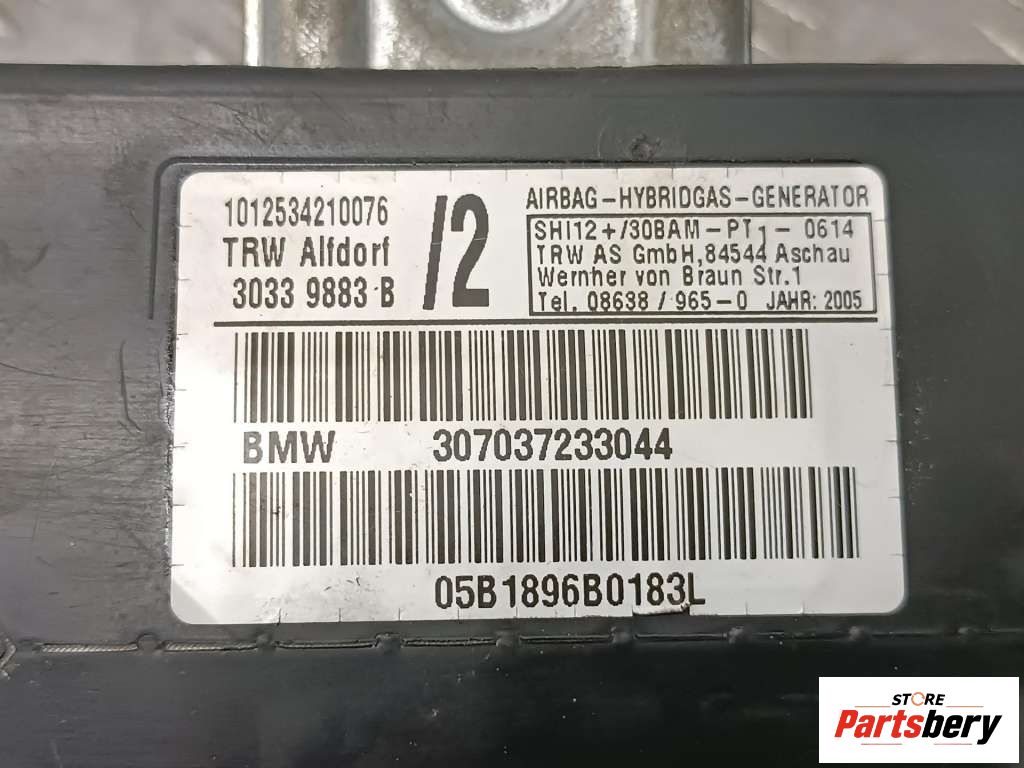 1012534210076
TRW Alfdorf
3033 9883 B
/2
AIRBAG-HYBRIDGAS-GENERATOR
SHI12+/30BAM-PT1-0614
TRW AS GmbH,84544 Aschau
Wernher von Braun Str.1
Tel. 08638/965-0 JAHR: 2005
BMW 307037233044
05B1896B0183L
STORE
Partsbery